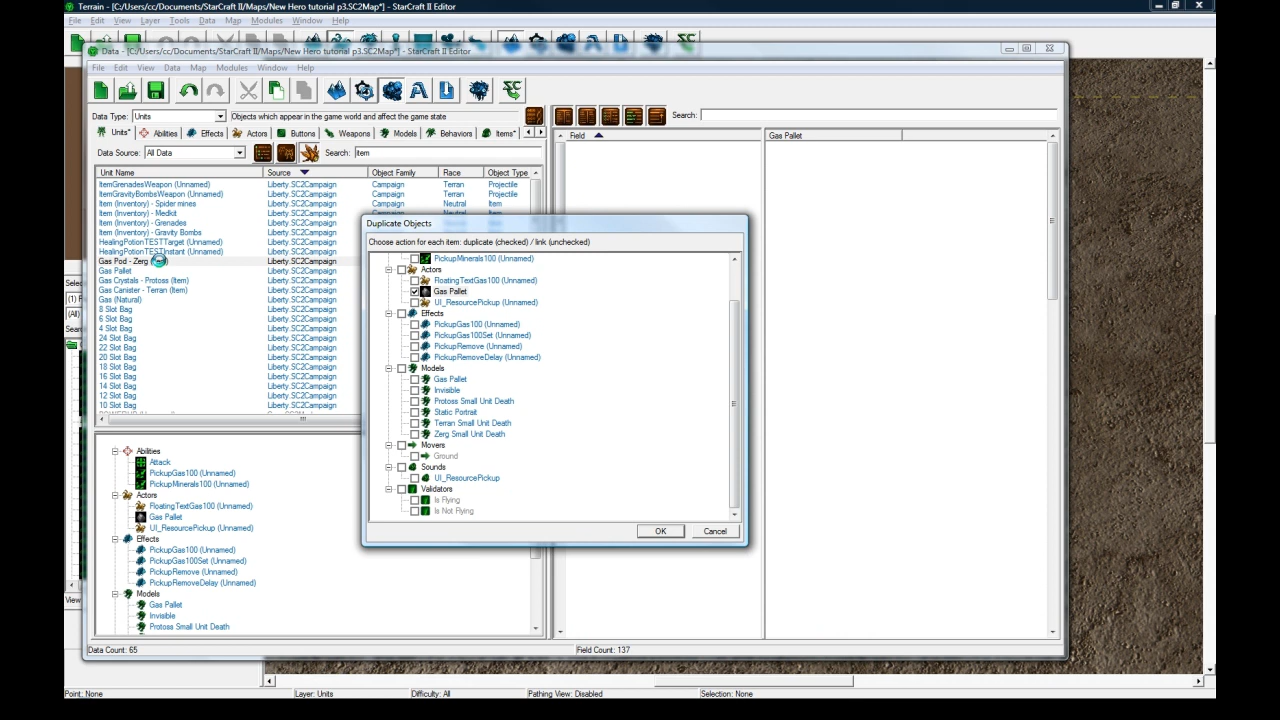 Terrain - [C:/Users/cc/Documents/StarCraft II/Maps/New Hero tutorial p3.SC2Map*] - StarCraft II Editor
File Edit View Layer Tools Data Map Modules Window Help
Data - [C:/Users/cc/Documents/StarCraft II/Maps/New Hero tutorial p3.SC2Map*] - StarCraft II Editor
File Edit View Data Map Modules Window Help
Data Type: Units Objects which appear in the game world and affect the game state
Search:
Units* Abilities Effects Actors Buttons Weapons Models Behaviors Items*
Field Gas Pallet
Data Source: All Data Search: item
Unit Name Source Object Family Race Object Type
ItemGrenadesWeapon (Unnamed) Liberty.SC2Campaign Campaign Terran Projectile
ItemGravityBombsWeapon (Unnamed) Liberty.SC2Campaign Campaign Terran Projectile
Item (Inventory) - Spider mines Liberty.SC2Campaign Campaign Neutral Item
Item (Inventory) - Medkit Liberty.SC2Campaign Campaign Neutral Item
Item (Inventory) - Grenades Liberty.SC2Campaign
Item (Inventory) - Gravity Bombs Liberty.SC2Campaign
HealingPotionTESTTarget (Unnamed) Liberty.SC2Campaign
HealingPotionTESTInstant (Unnamed) Liberty.SC2Campaign
Gas Pod - Zerg Liberty.SC2Campaign
Gas Pallet Liberty.SC2Campaign
Gas Crystals - Protoss (Item) Liberty.SC2Campaign
Gas Canister - Terran (Item) Liberty.SC2Campaign
Gas (Natural) Liberty.SC2Campaign
8 Slot Bag Liberty.SC2Campaign
6 Slot Bag Liberty.SC2Campaign
4 Slot Bag Liberty.SC2Campaign
24 Slot Bag Liberty.SC2Campaign
22 Slot Bag Liberty.SC2Campaign
20 Slot Bag Liberty.SC2Campaign
18 Slot Bag Liberty.SC2Campaign
16 Slot Bag Liberty.SC2Campaign
14 Slot Bag Liberty.SC2Campaign
12 Slot Bag Liberty.SC2Campaign
10 Slot Bag Liberty.SC2Campaign
Abilities
Attack
PickupGas100 (Unnamed)
PickupMinerals100 (Unnamed)
Actors
FloatingTextGas100 (Unnamed)
Gas Pallet
UI_ResourcePickup (Unnamed)
Effects
PickupGas100 (Unnamed)
PickupGas100Set (Unnamed)
PickupRemove (Unnamed)
PickupRemoveDelay (Unnamed)
Models
Gas Pallet
Invisible
Protoss Small Unit Death
Duplicate Objects
Choose action for each item: duplicate (checked) / link (unchecked)
PickupMinerals100 (Unnamed)
Actors
FloatingTextGas100 (Unnamed)
Gas Pallet
UI_ResourcePickup (Unnamed)
Effects
PickupGas100 (Unnamed)
PickupGas100Set (Unnamed)
PickupRemove (Unnamed)
PickupRemoveDelay (Unnamed)
Models
Gas Pallet
Invisible
Protoss Small Unit Death
Static Portrait
Terran Small Unit Death
Zerg Small Unit Death
Movers
Ground
Sounds
UI_ResourcePickup
Validators
Is Flying
Is Not Flying
OK Cancel
Data Count: 65 Field Count: 137
Point: None Layer: Units Difficulty: All Pathing View: Disabled Selection: None